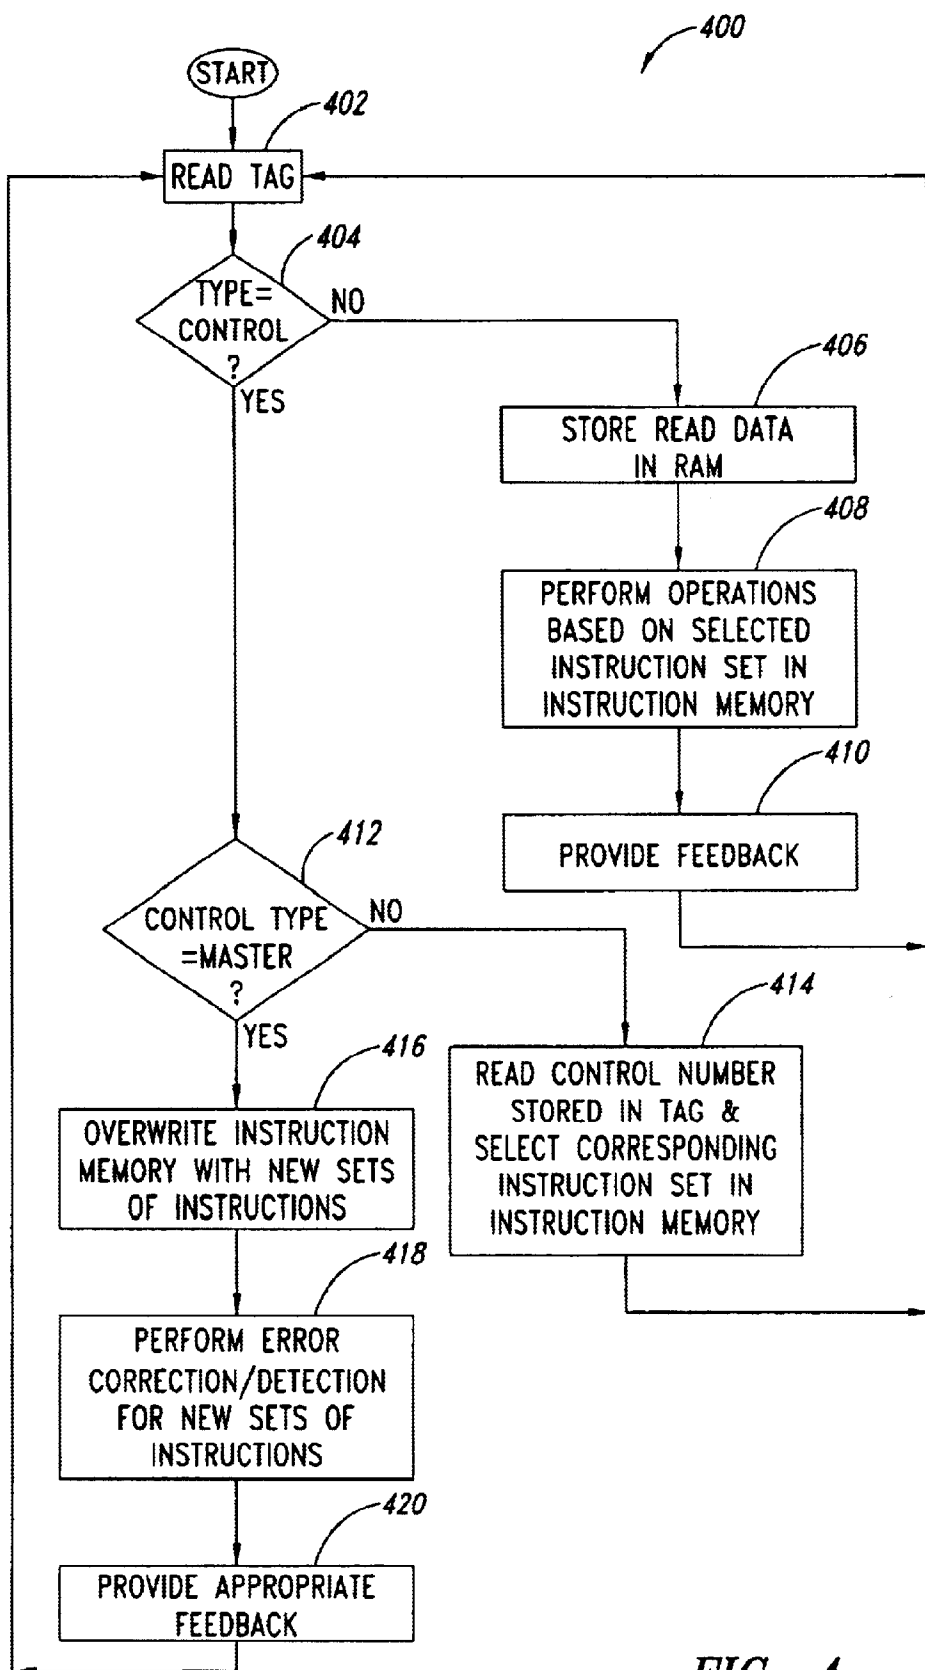 400
START
402
READ TAG
404
TYPE=
CONTROL
?
NO
YES
406
STORE READ DATA
IN RAM
408
PERFORM OPERATIONS
BASED ON SELECTED
INSTRUCTION SET IN
INSTRUCTION MEMORY
410
PROVIDE FEEDBACK
412
CONTROL TYPE
=MASTER
?
NO
YES
414
READ CONTROL NUMBER
STORED IN TAG &
SELECT CORRESPONDING
INSTRUCTION SET IN
INSTRUCTION MEMORY
416
OVERWRITE INSTRUCTION
MEMORY WITH NEW SETS
OF INSTRUCTIONS
418
PERFORM ERROR
CORRECTION/DETECTION
FOR NEW SETS OF
INSTRUCTIONS
420
PROVIDE APPROPRIATE
FEEDBACK
FIG. 4